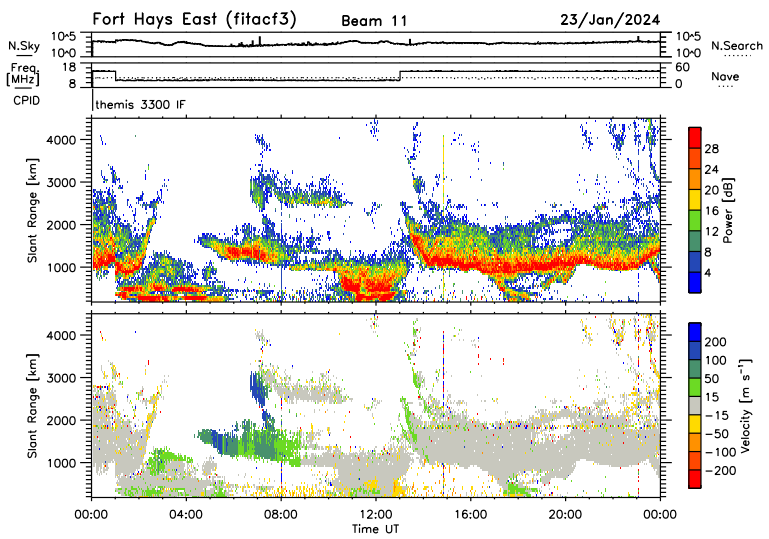 Fort Hays East (fitacf3) Beam 11 23/Jan/2024
N.Sky 10^5 10^0 10^5 10^0 N.Search
Freq. [MHz] 18 8 60 0 Nave
CPID themis 3300 IF
Slant Range [km] 4000 3000 2000 1000
Power [dB] 28 24 20 16 12 8 4
Slant Range [km] 4000 3000 2000 1000
Velocity [m s⁻¹] 200 100 50 15 −15 −50 −100 −200
00:00 04:00 08:00 12:00 16:00 20:00 00:00
Time UT